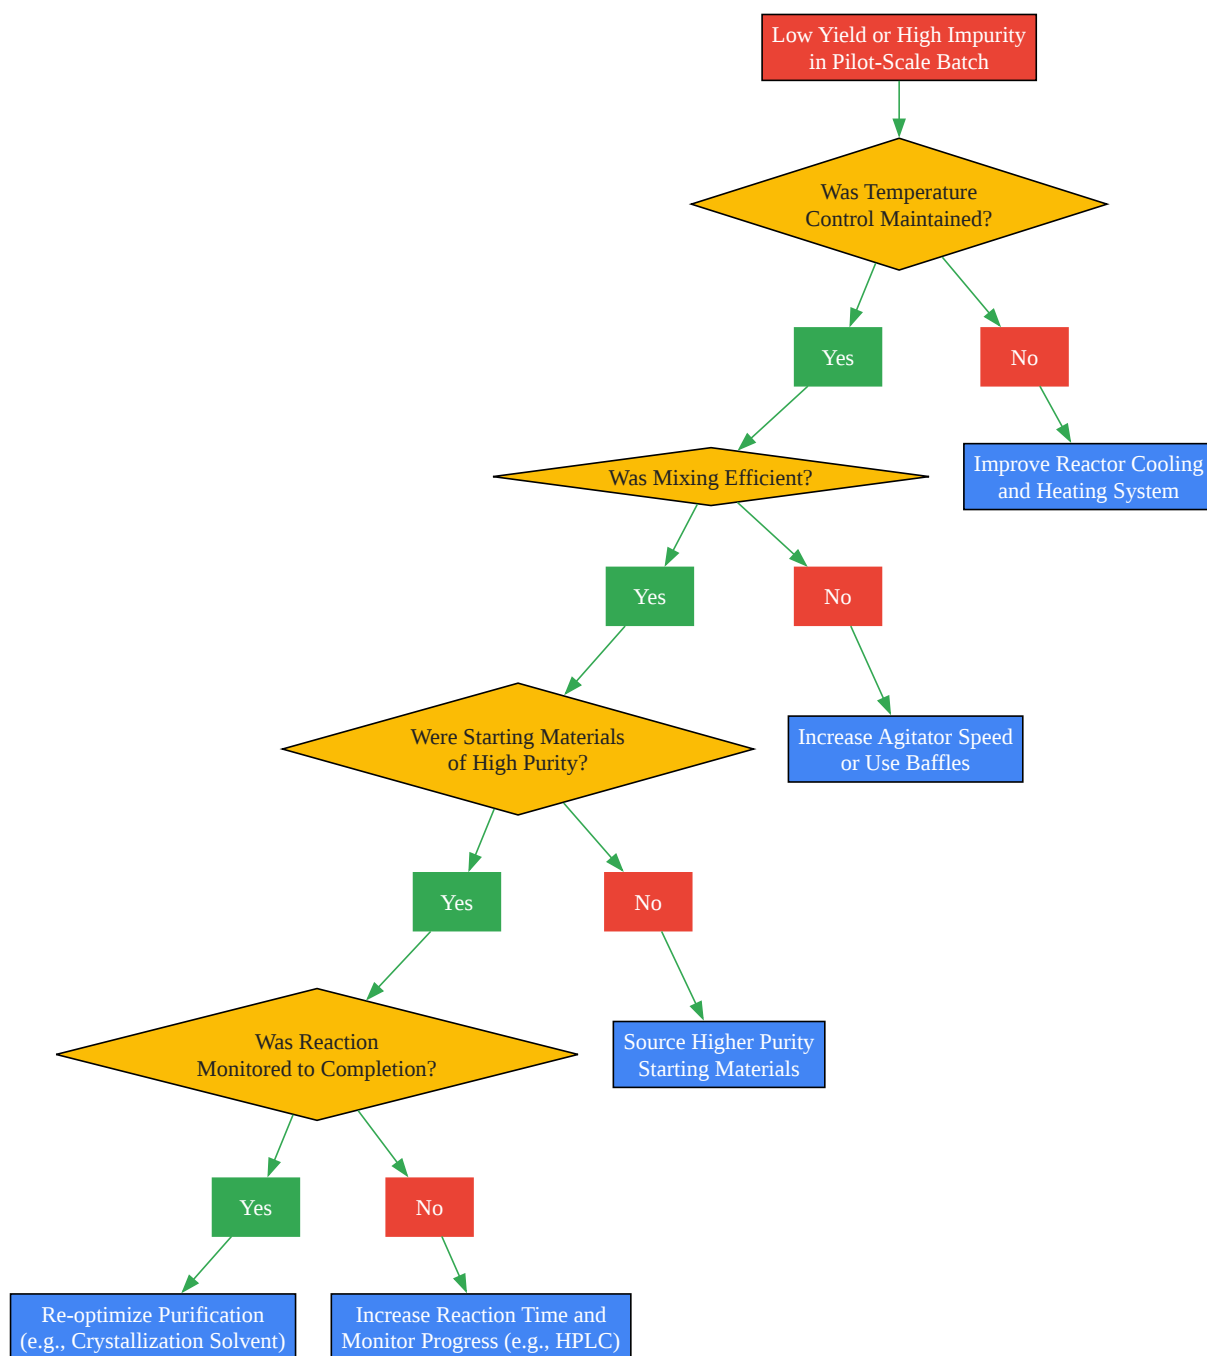 Low Yield or High Impurity
in Pilot-Scale Batch
Was Temperature
Control Maintained?
Yes
No
Was Mixing Efficient?
Improve Reactor Cooling
and Heating System
Yes
No
Were Starting Materials
of High Purity?
Increase Agitator Speed
or Use Baffles
Yes
No
Was Reaction
Monitored to Completion?
Source Higher Purity
Starting Materials
Yes
No
Re-optimize Purification
(e.g., Crystallization Solvent)
Increase Reaction Time and
Monitor Progress (e.g., HPLC)